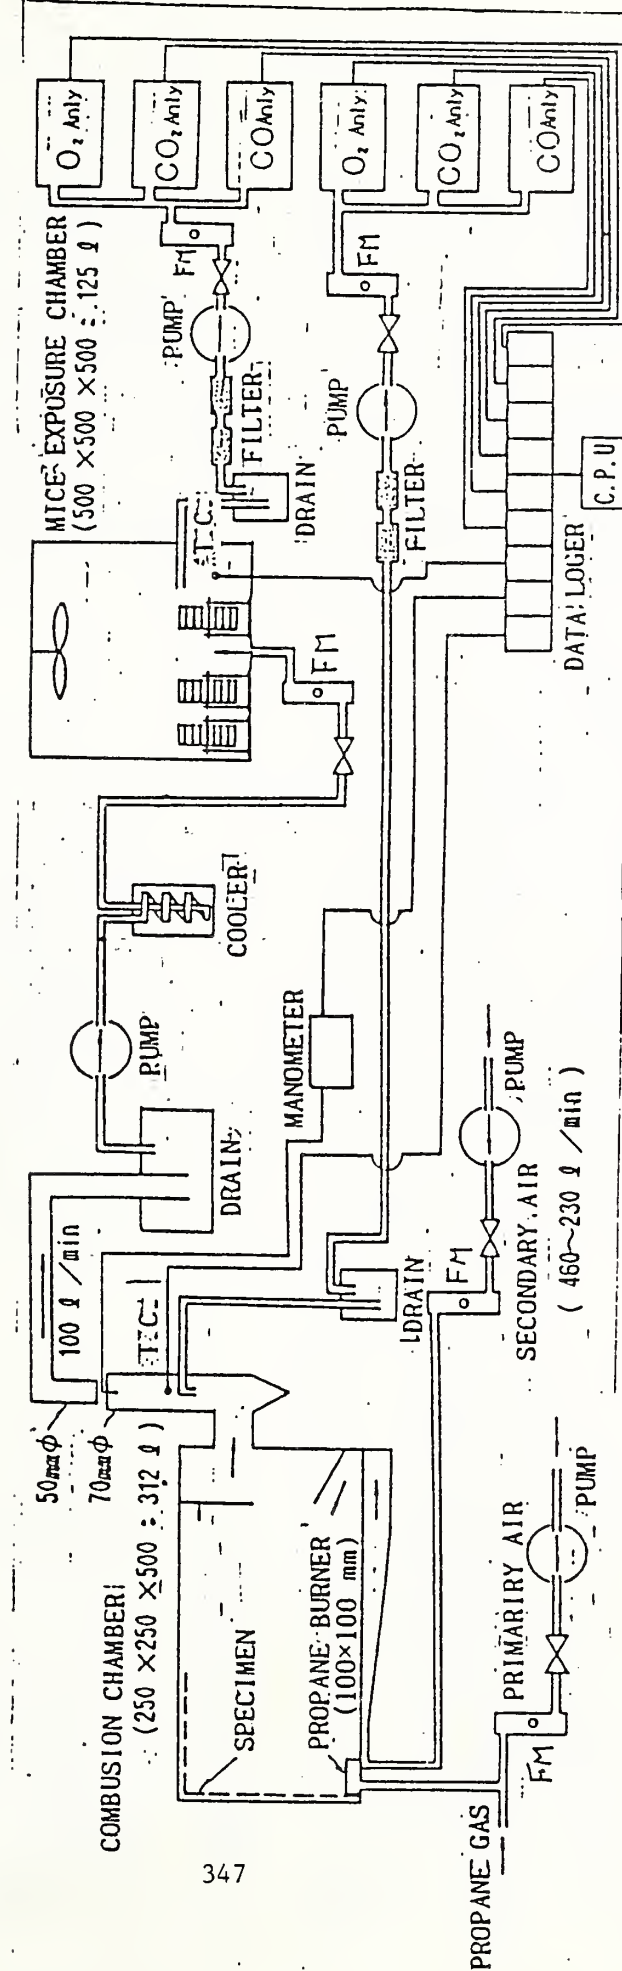 O₂ Anly
CO₂ Anly
CO Anly
O₂ Anly
CO₂ Anly
CO Anly
MICE EXPOSURE CHAMBER
(500 ×500 ×500 : 125 ℓ )
FM
PUMP
FILTER
DRAIN
T.C.
FM
PUMP
FILTER
FM
C.P.U
DATA LOGER
COOLER
PUMP
DRAIN
MANOMETER
100 ℓ /min
50mmφ
70mmφ
T.C.
DRAIN
FM
PUMP
SECONDARY AIR
( 460~230 ℓ /min )
COMBUSION CHAMBER
(250 ×250 ×500 : 312 ℓ )
SPECIMEN
PROPANE BURNER
(100×100 mm)
PRIMARIRY AIR
PUMP
FM
PROPANE GAS
347